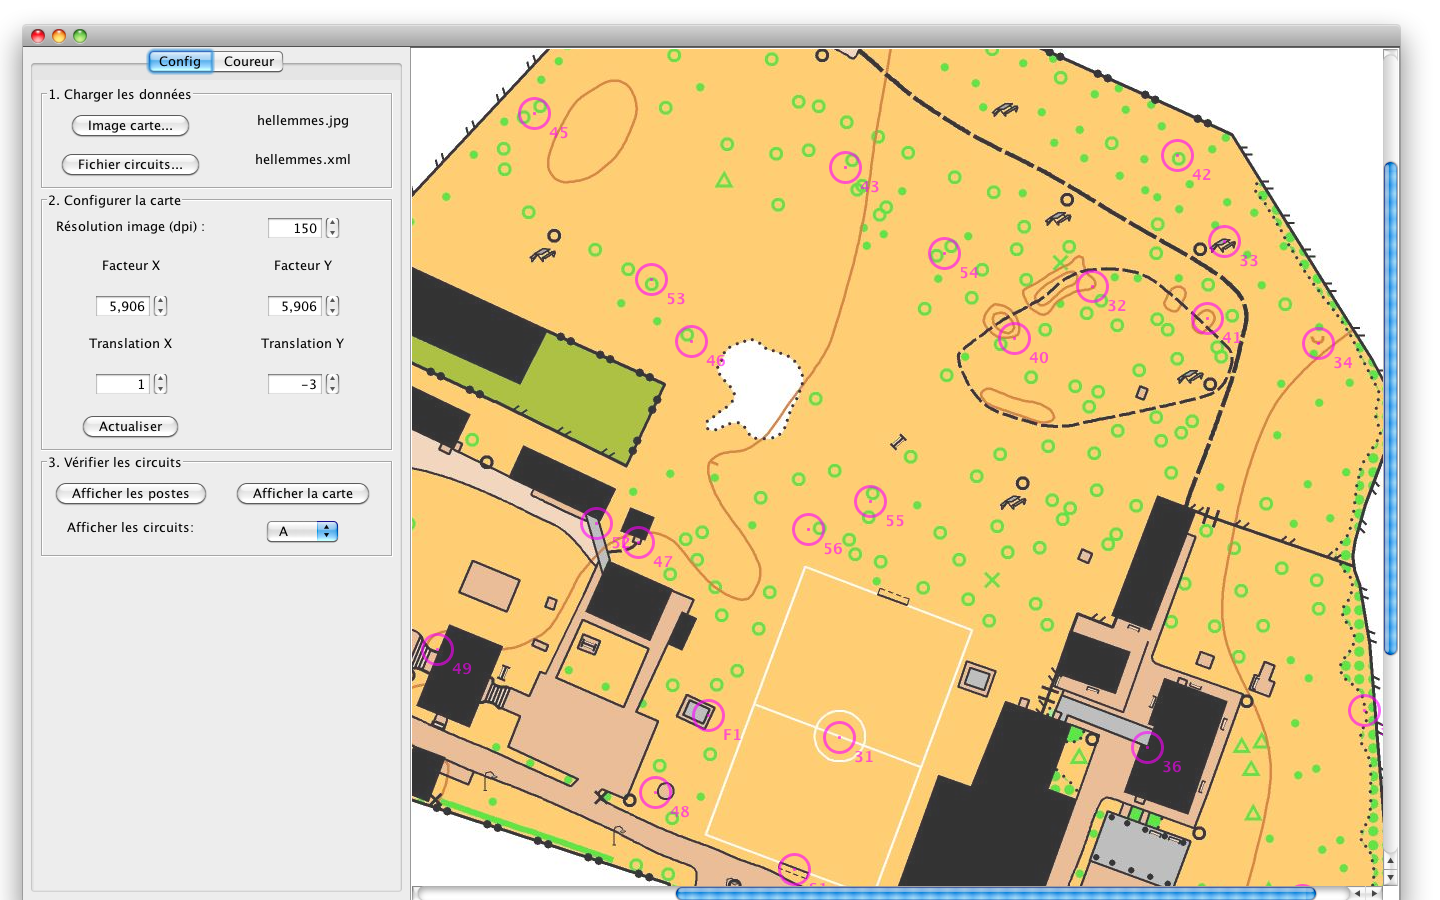 Config
Coureur
1. Charger les données
Image carte...
hellemmes.jpg
Fichier circuits...
hellemmes.xml
2. Configurer la carte
Résolution image (dpi) :
150
Facteur X
Facteur Y
5,906
5,906
Translation X
Translation Y
1
-3
Actualiser
3. Vérifier les circuits
Afficher les postes
Afficher la carte
Afficher les circuits:
A
45
43
42
33
54
53
32
41
46
40
34
55
56
52
47
49
F1
31
36
48